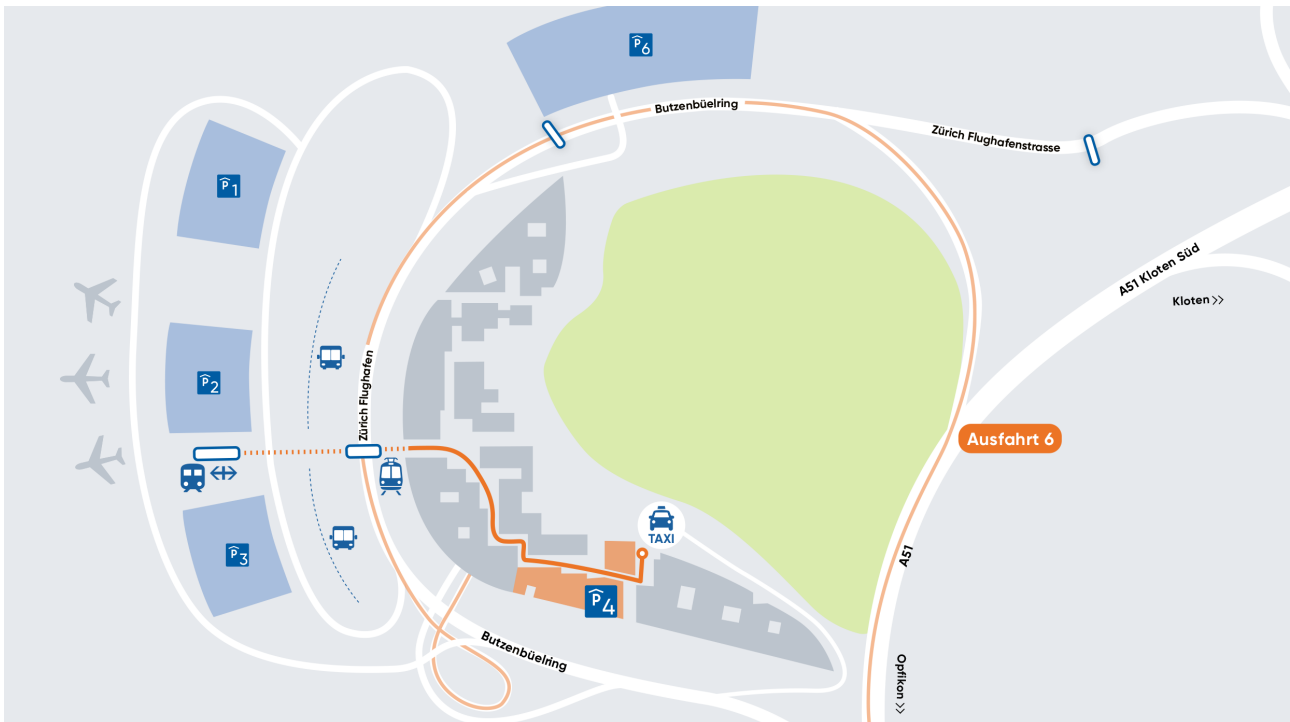 P6
Butzenbüelring
Zürich Flughafenstrasse
P1
A51 Kloten Süd
Kloten >>
P2
Zürich Flughafen
Ausfahrt 6
P3
TAXI
A51
P4
Butzenbüelring
Opfikon >>